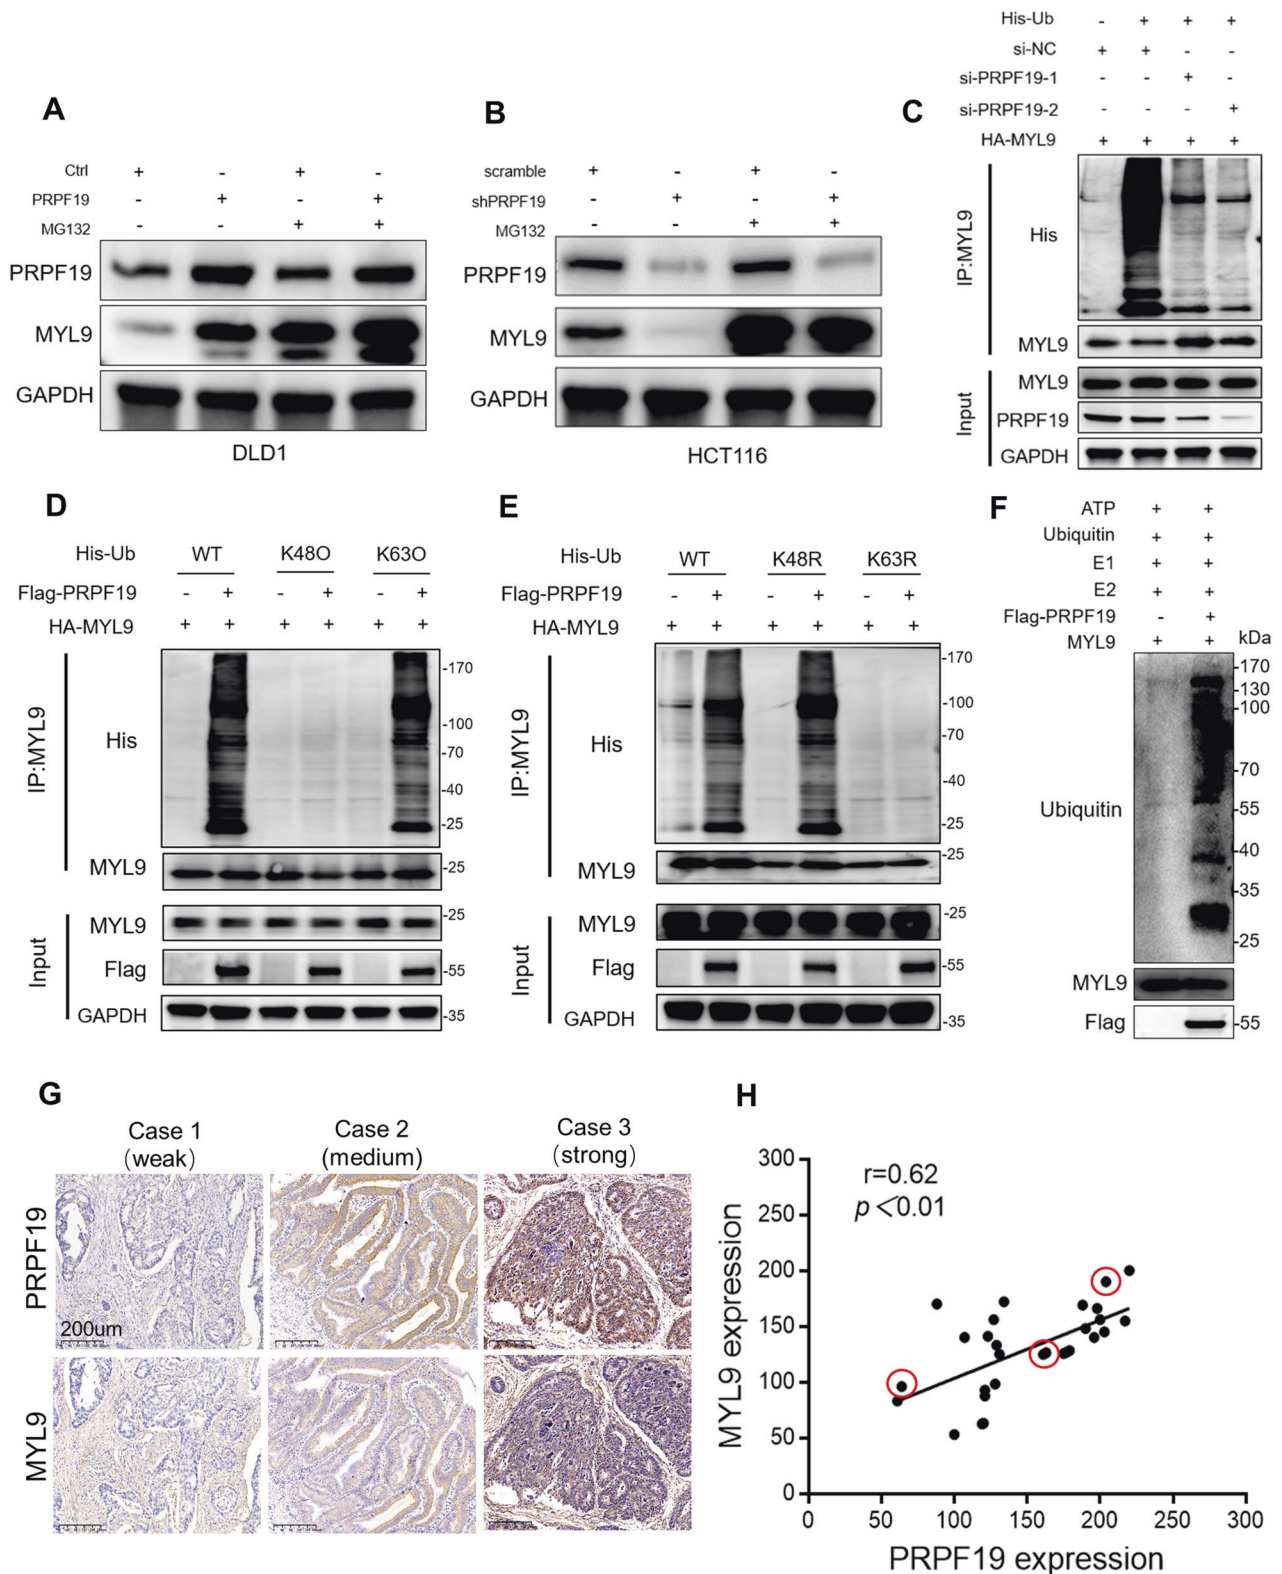 A
Ctrl + - + -
PRPF19 - + - +
MG132 - - + +
PRPF19
MYL9
GAPDH
DLD1
B
scramble + - + -
shPRPF19 - + - +
MG132 - - + +
PRPF19
MYL9
GAPDH
HCT116
C
His-Ub - + + +
si-NC + + - -
si-PRPF19-1 - - + -
si-PRPF19-2 - - - +
HA-MYL9 + + + +
IP:MYL9
His
MYL9
Input
MYL9
PRPF19
GAPDH
D
His-Ub WT K48O K63O
Flag-PRPF19 - + - + - +
HA-MYL9 + + + + + +
IP:MYL9
His
-170
-100
-70
-40
-25
MYL9 -25
Input
MYL9 -25
Flag -55
GAPDH -35
E
His-Ub WT K48R K63R
Flag-PRPF19 - + - + - +
HA-MYL9 + + + + + +
IP:MYL9
His
-170
-100
-70
-40
-25
MYL9 -25
Input
MYL9 -25
Flag -55
GAPDH -35
F
ATP + +
Ubiquitin + +
E1 + +
E2 + +
Flag-PRPF19 - +
MYL9 + + kDa
Ubiquitin
-170
-130
-100
-70
-55
-40
-35
-25
MYL9
Flag -55
G
Case 1
(weak)
Case 2
(medium)
Case 3
(strong)
PRPF19
200um
MYL9
H
r=0.62
p<0.01
MYL9 expression
300
250
200
150
100
50
0
0 50 100 150 200 250 300
PRPF19 expression